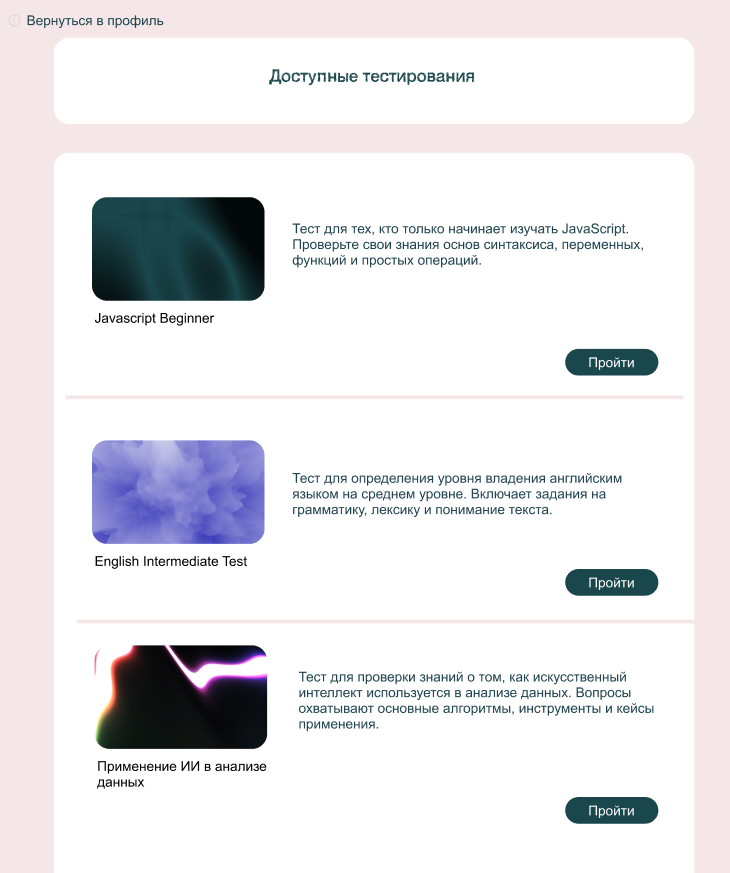 Вернуться в профиль
Доступные тестирования
Тест для тех, кто только начинает изучать JavaScript.
Проверьте свои знания основ синтаксиса, переменных,
функций и простых операций.
Javascript Beginner
Пройти
Тест для определения уровня владения английским
языком на среднем уровне. Включает задания на
грамматику, лексику и понимание текста.
English Intermediate Test
Пройти
Тест для проверки знаний о том, как искусственный
интеллект используется в анализе данных. Вопросы
охватывают основные алгоритмы, инструменты и кейсы
применения.
Применение ИИ в анализе
данных
Пройти